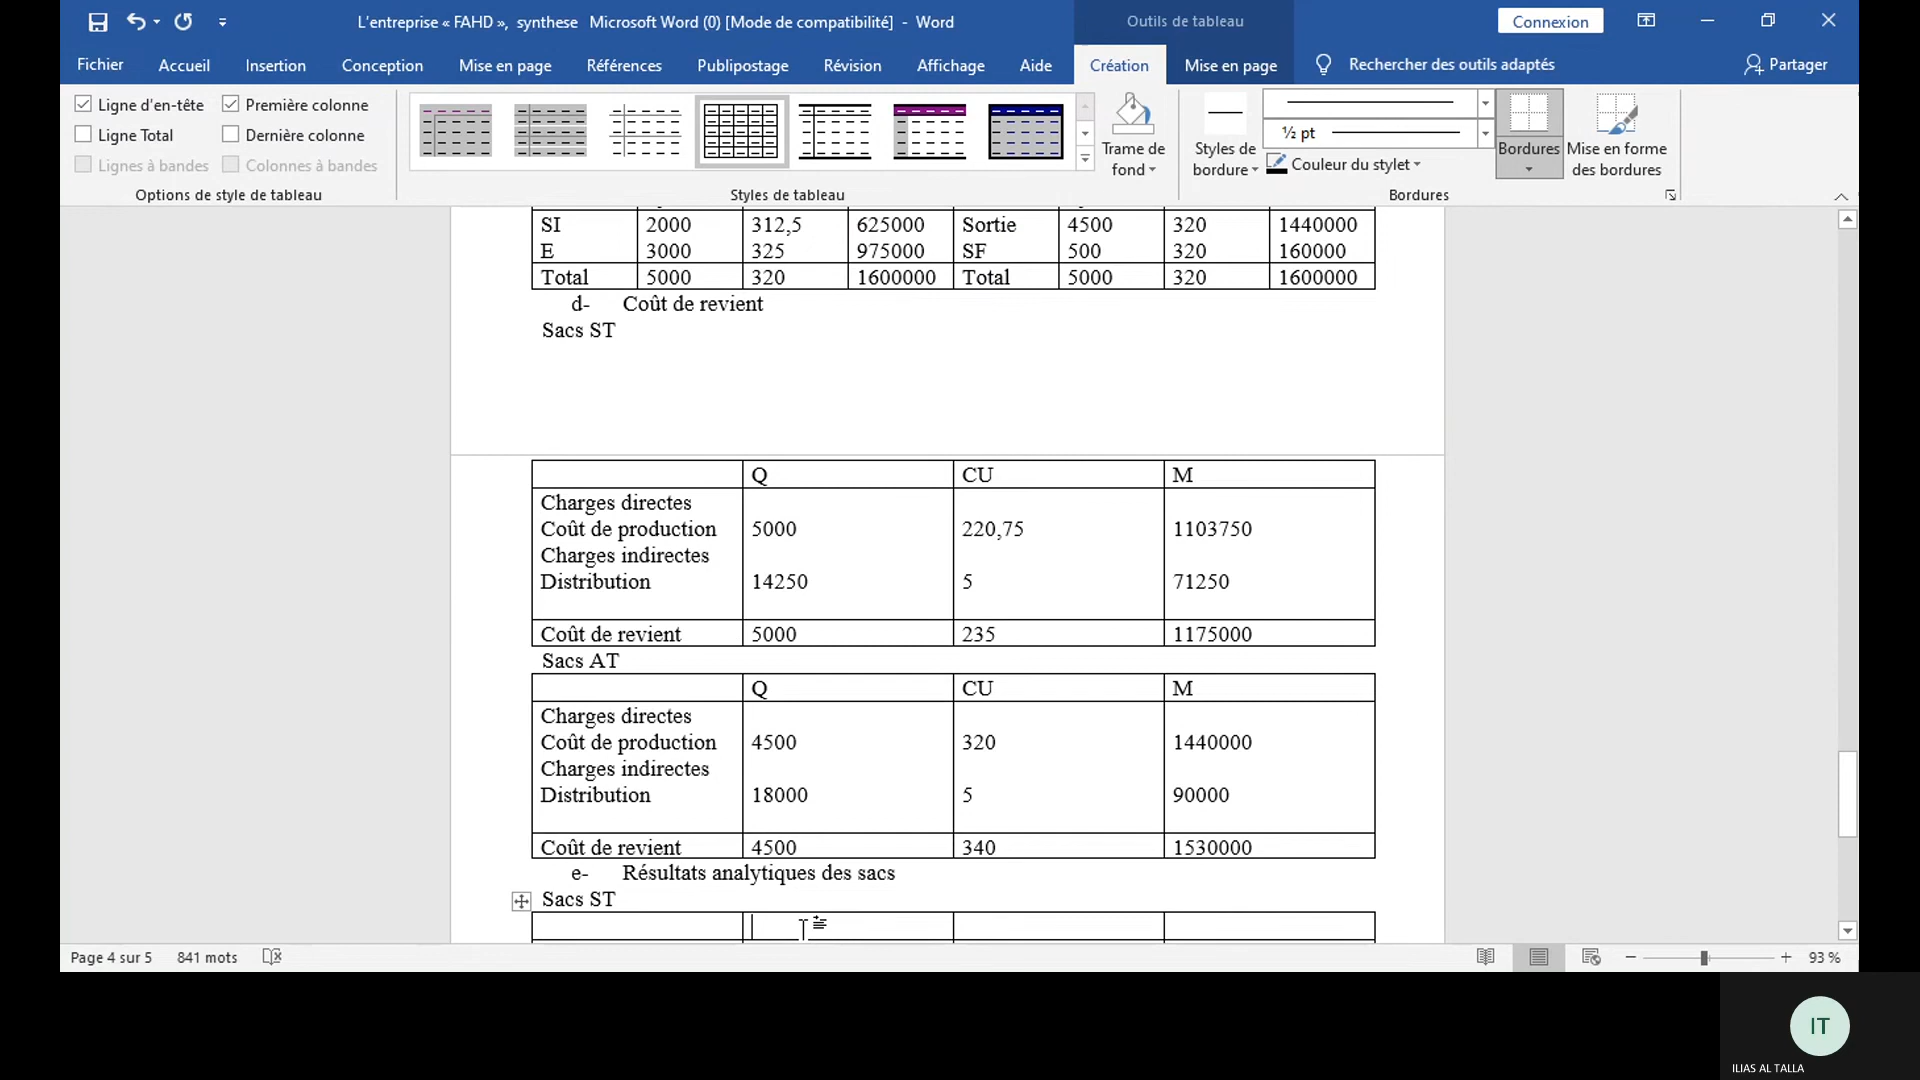 L'entreprise « FAHD », synthese Microsoft Word (0) [Mode de compatibilité] - Word
Outils de tableau
Connexion
Fichier Accueil Insertion Conception Mise en page Références Publipostage Révision Affichage Aide Création Mise en page Rechercher des outils adaptés Partager
Ligne d'en-tête Première colonne
Ligne Total Dernière colonne
Lignes à bandes Colonnes à bandes
Options de style de tableau
Styles de tableau
Trame de fond
Styles de bordure
½ pt
Couleur du stylet
Bordures
Mise en forme des bordures
Bordures
SI 2000 312,5 625000 Sortie 4500 320 1440000
E 3000 325 975000 SF 500 320 160000
Total 5000 320 1600000 Total 5000 320 1600000
d- Coût de revient
Sacs ST
Q CU M
Charges directes
Coût de production 5000 220,75 1103750
Charges indirectes
Distribution 14250 5 71250
Coût de revient 5000 235 1175000
Sacs AT
Q CU M
Charges directes
Coût de production 4500 320 1440000
Charges indirectes
Distribution 18000 5 90000
Coût de revient 4500 340 1530000
e- Résultats analytiques des sacs
Sacs ST
Page 4 sur 5 841 mots 93 %
IT
ILIAS AL TALLA